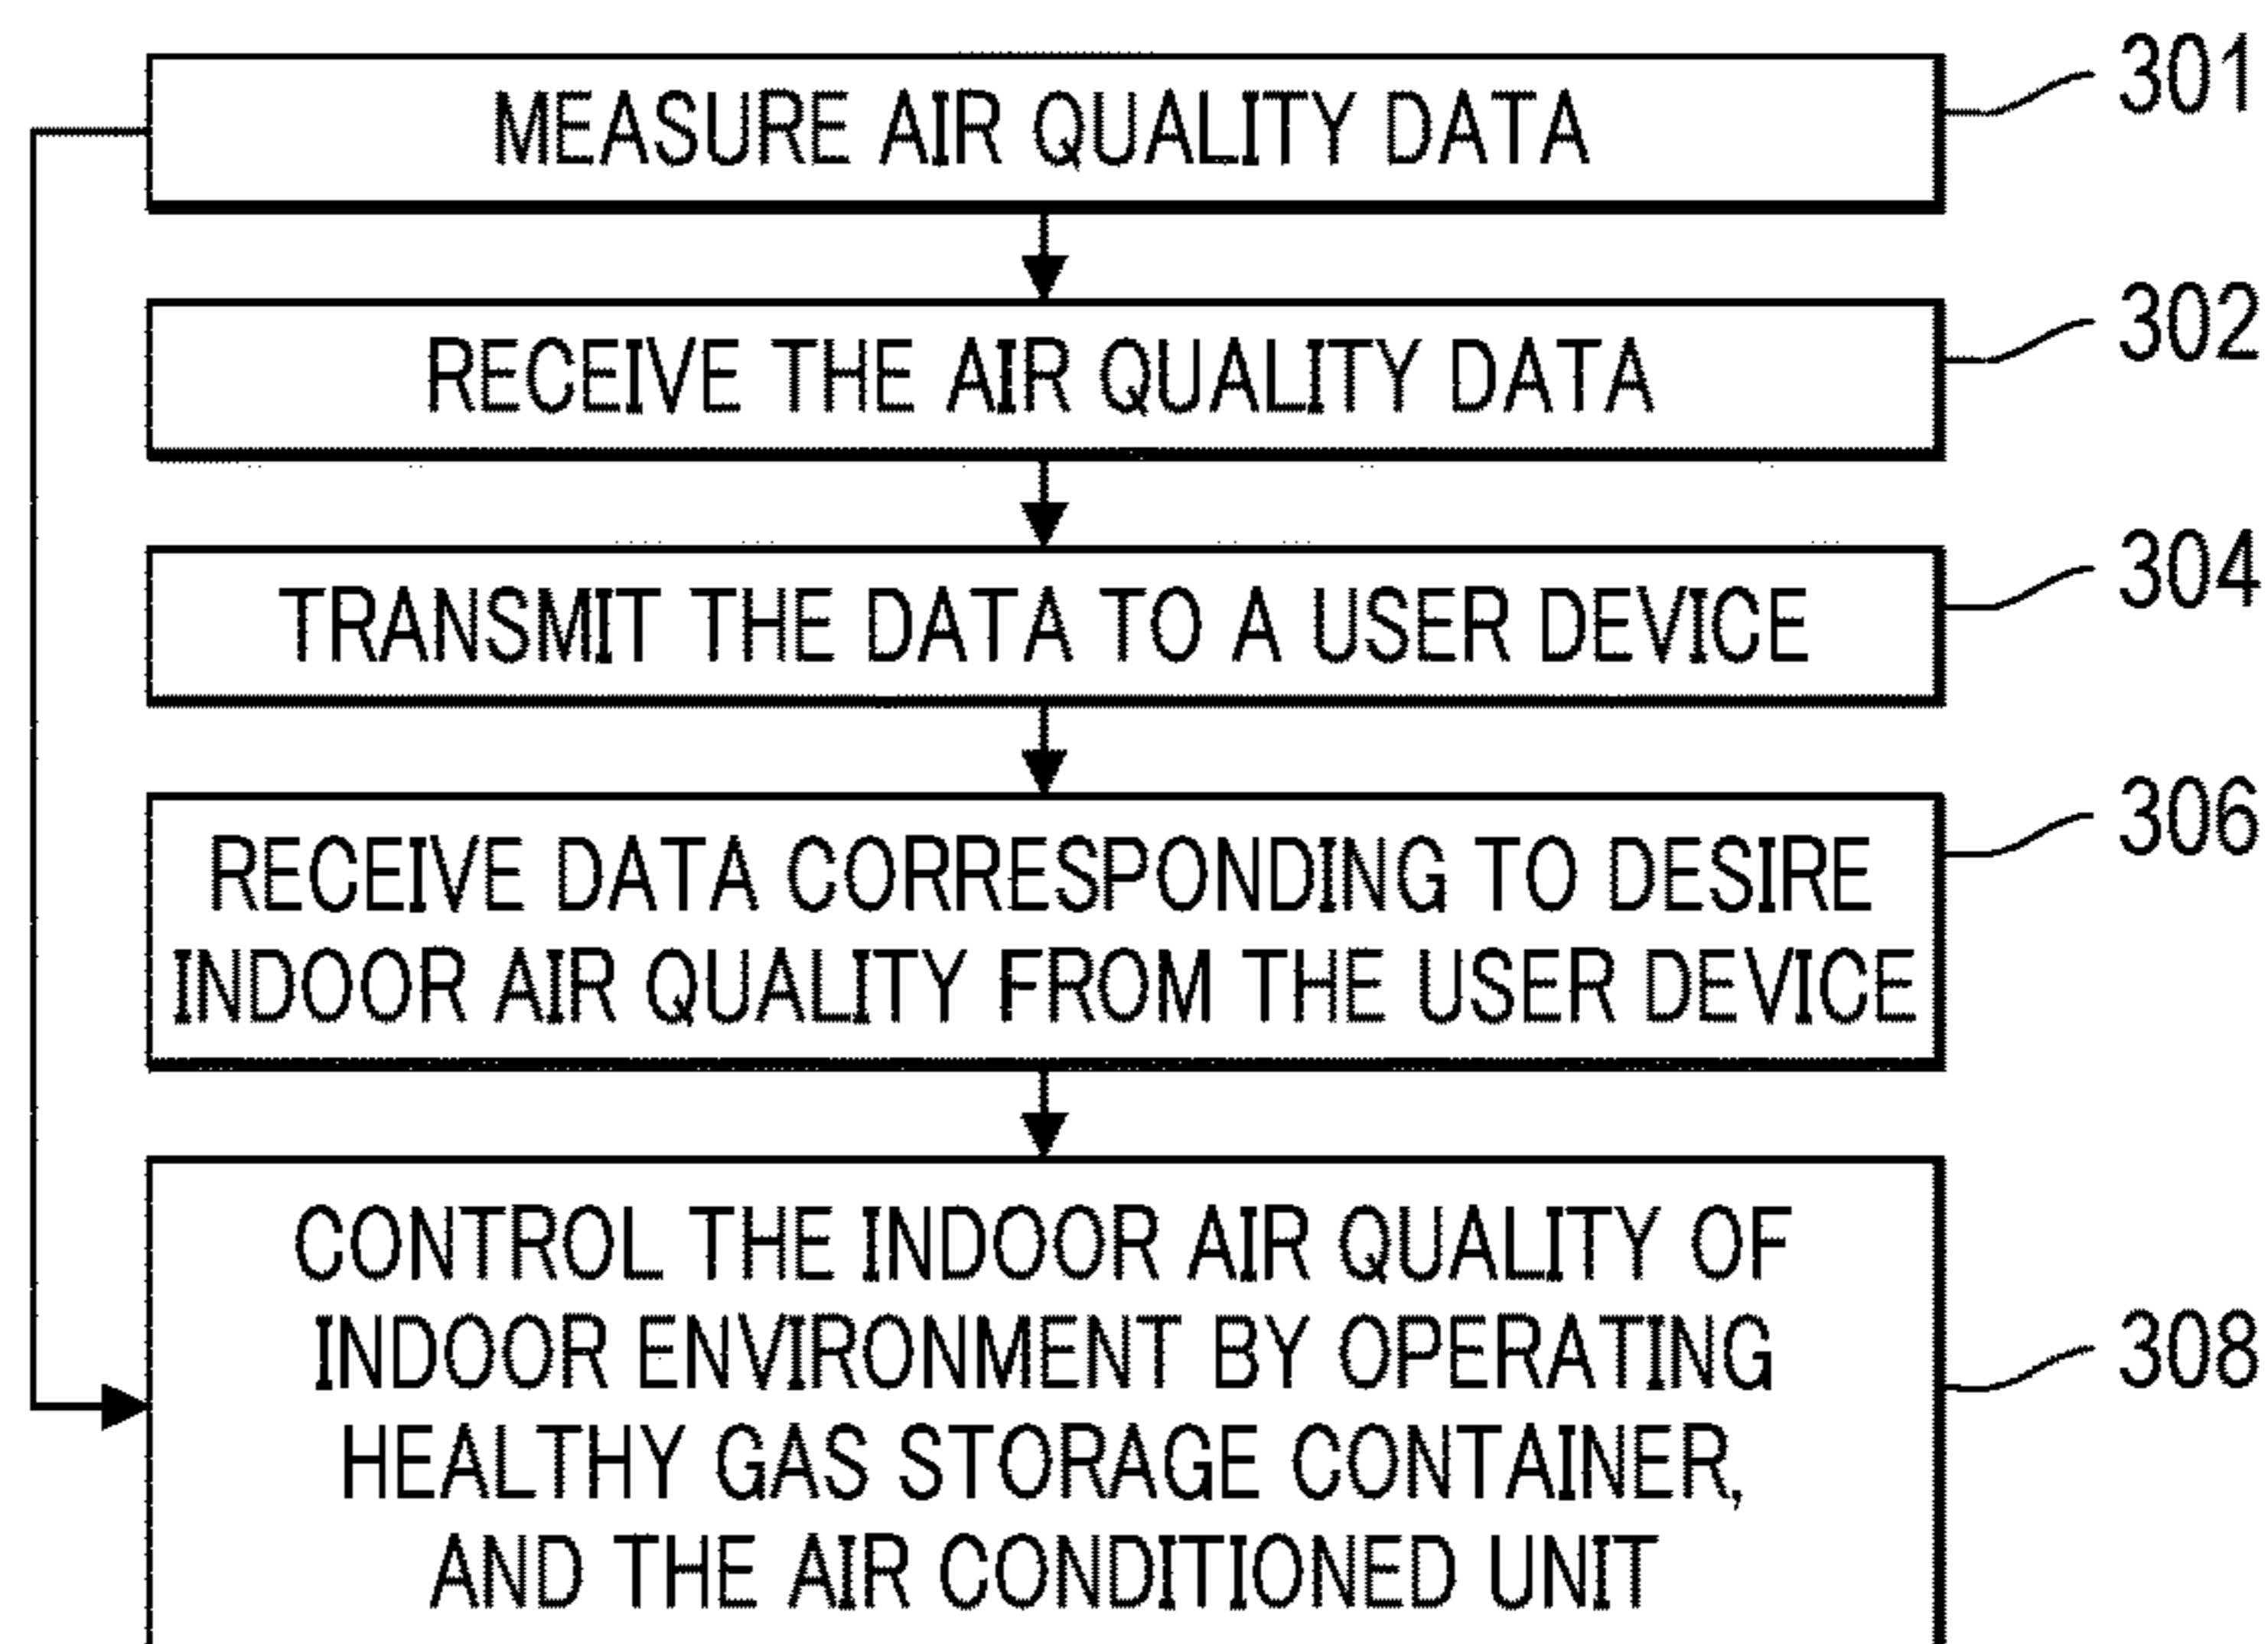 MEASURE AIR QUALITY DATA
301
RECEIVE THE AIR QUALITY DATA
302
TRANSMIT THE DATA TO A USER DEVICE
304
RECEIVE DATA CORRESPONDING TO DESIRE
INDOOR AIR QUALITY FROM THE USER DEVICE
306
CONTROL THE INDOOR AIR QUALITY OF
INDOOR ENVIRONMENT BY OPERATING
HEALTHY GAS STORAGE CONTAINER,
AND THE AIR CONDITIONED UNIT
308